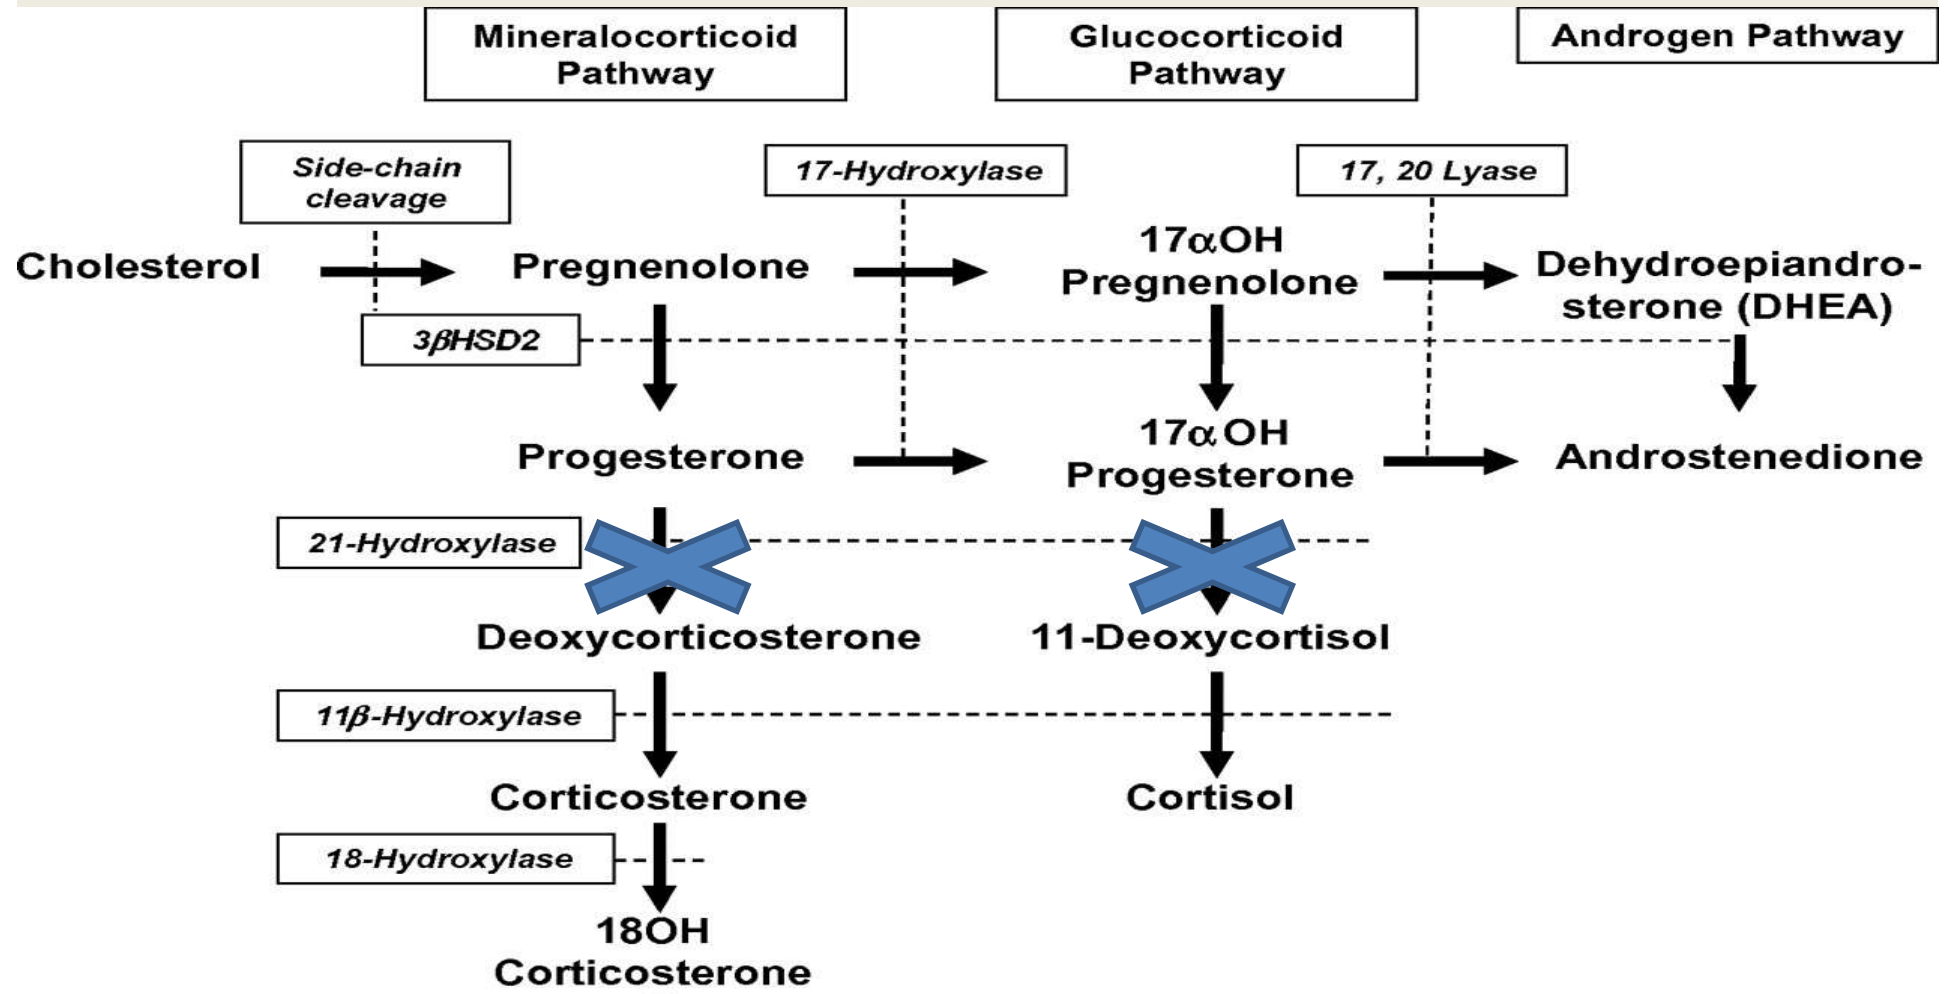 Mineralocorticoid
Pathway
Glucocorticoid
Pathway
Androgen Pathway
Side-chain
cleavage
17-Hydroxylase
17, 20 Lyase
Cholesterol
Pregnenolone
17αOH
Pregnenolone
Dehydroepiandro-
sterone (DHEA)
3βHSD2
Progesterone
17αOH
Progesterone
Androstenedione
21-Hydroxylase
Deoxycorticosterone
11-Deoxycortisol
11β-Hydroxylase
Corticosterone
Cortisol
18-Hydroxylase
18OH
Corticosterone